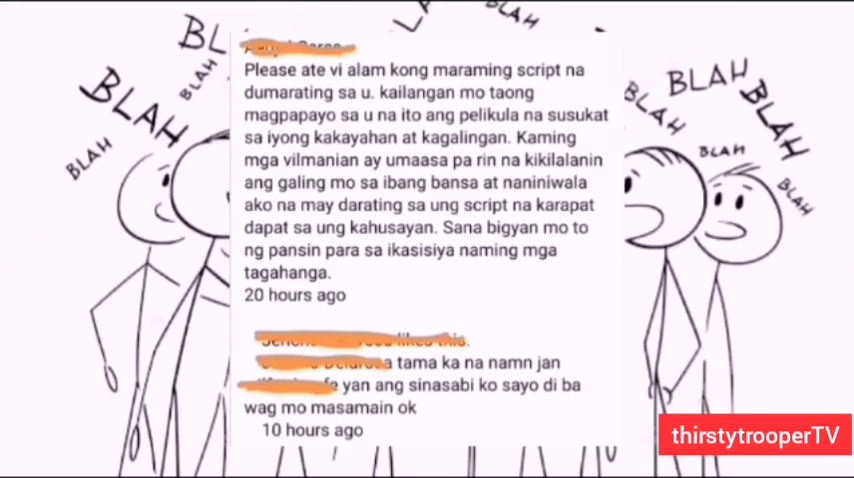 BLAH
BLAH
BLAH
BLAH
BLAH
BLAH
BLAH
BLAH
BLAH
BLAH
Please ate vi alam kong maraming script na
dumarating sa u. kailangan mo taong
magpapayo sa u na ito ang pelikula na susukat
sa iyong kakayahan at kagalingan. Kaming
mga vilmanian ay umaasa pa rin na kikilalanin
ang galing mo sa ibang bansa at naniniwala
ako na may darating sa ung script na karapat
dapat sa ung kahusayan. Sana bigyan mo to
ng pansin para sa ikasisiya naming mga
tagahanga.
20 hours ago
likes this.
tama ka na namn jan
yan ang sinasabi ko sayo di ba
wag mo masamain ok
10 hours ago
thirstytrooperTV